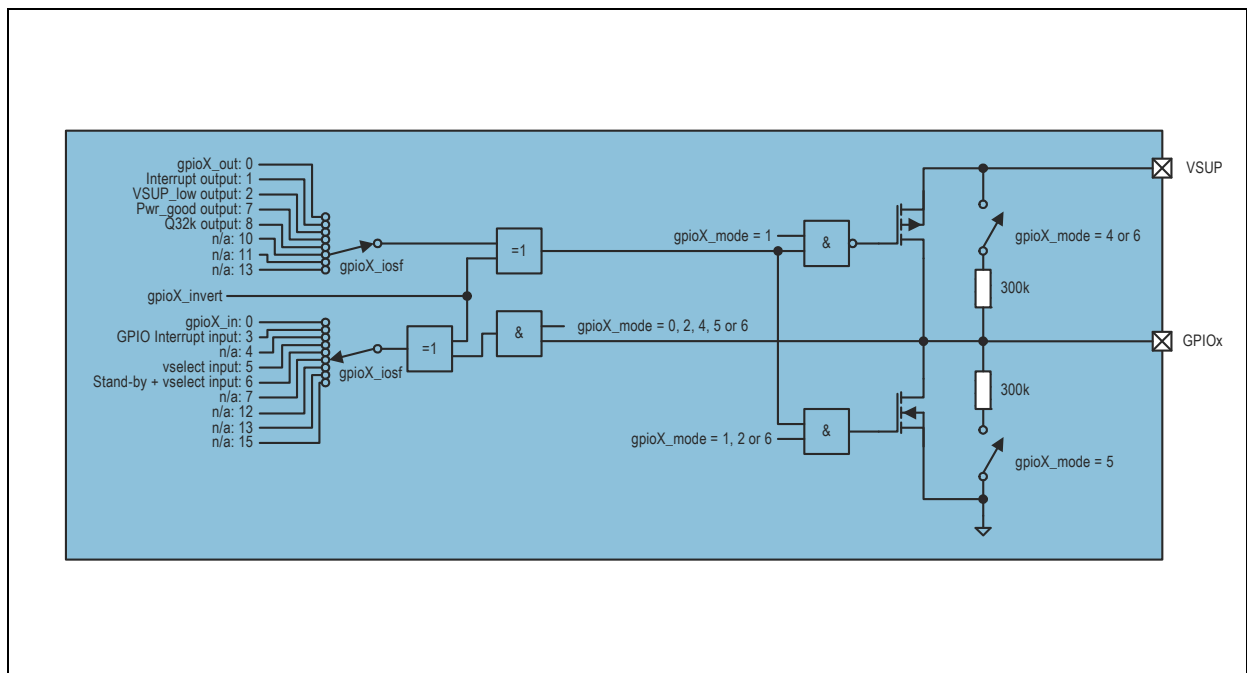 gpioX_out: 0
Interrupt output: 1
VSUP_low output: 2
Pwr_good output: 7
Q32k output: 8
n/a: 10
n/a: 11
n/a: 13
gpioX_iosf
=1
gpioX_mode = 1
&
VSUP
gpioX_mode = 4 or 6
300k
gpioX_invert
gpioX_in: 0
GPIO Interrupt input: 3
n/a: 4
vselect input: 5
Stand-by + vselect input: 6
n/a: 7
n/a: 12
n/a: 13
n/a: 15
gpioX_iosf
=1
&
gpioX_mode = 0, 2, 4, 5 or 6
GPIOx
300k
gpioX_mode = 1, 2 or 6
&
gpioX_mode = 5